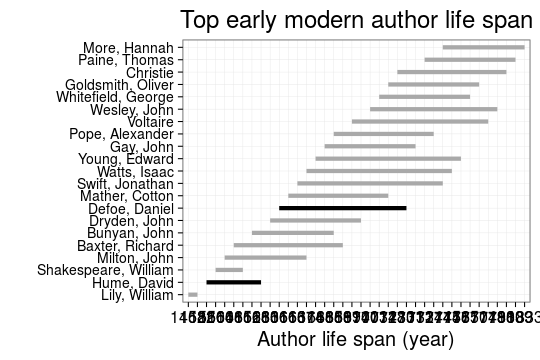 Top early modern author life span
More, Hannah
Paine, Thomas
Christie
Goldsmith, Oliver
Whitefield, George
Wesley, John
Voltaire
Pope, Alexander
Gay, John
Young, Edward
Watts, Isaac
Swift, Jonathan
Mather, Cotton
Defoe, Daniel
Dryden, John
Bunyan, John
Baxter, Richard
Milton, John
Shakespeare, William
Hume, David
Lily, William
Author life span (year)